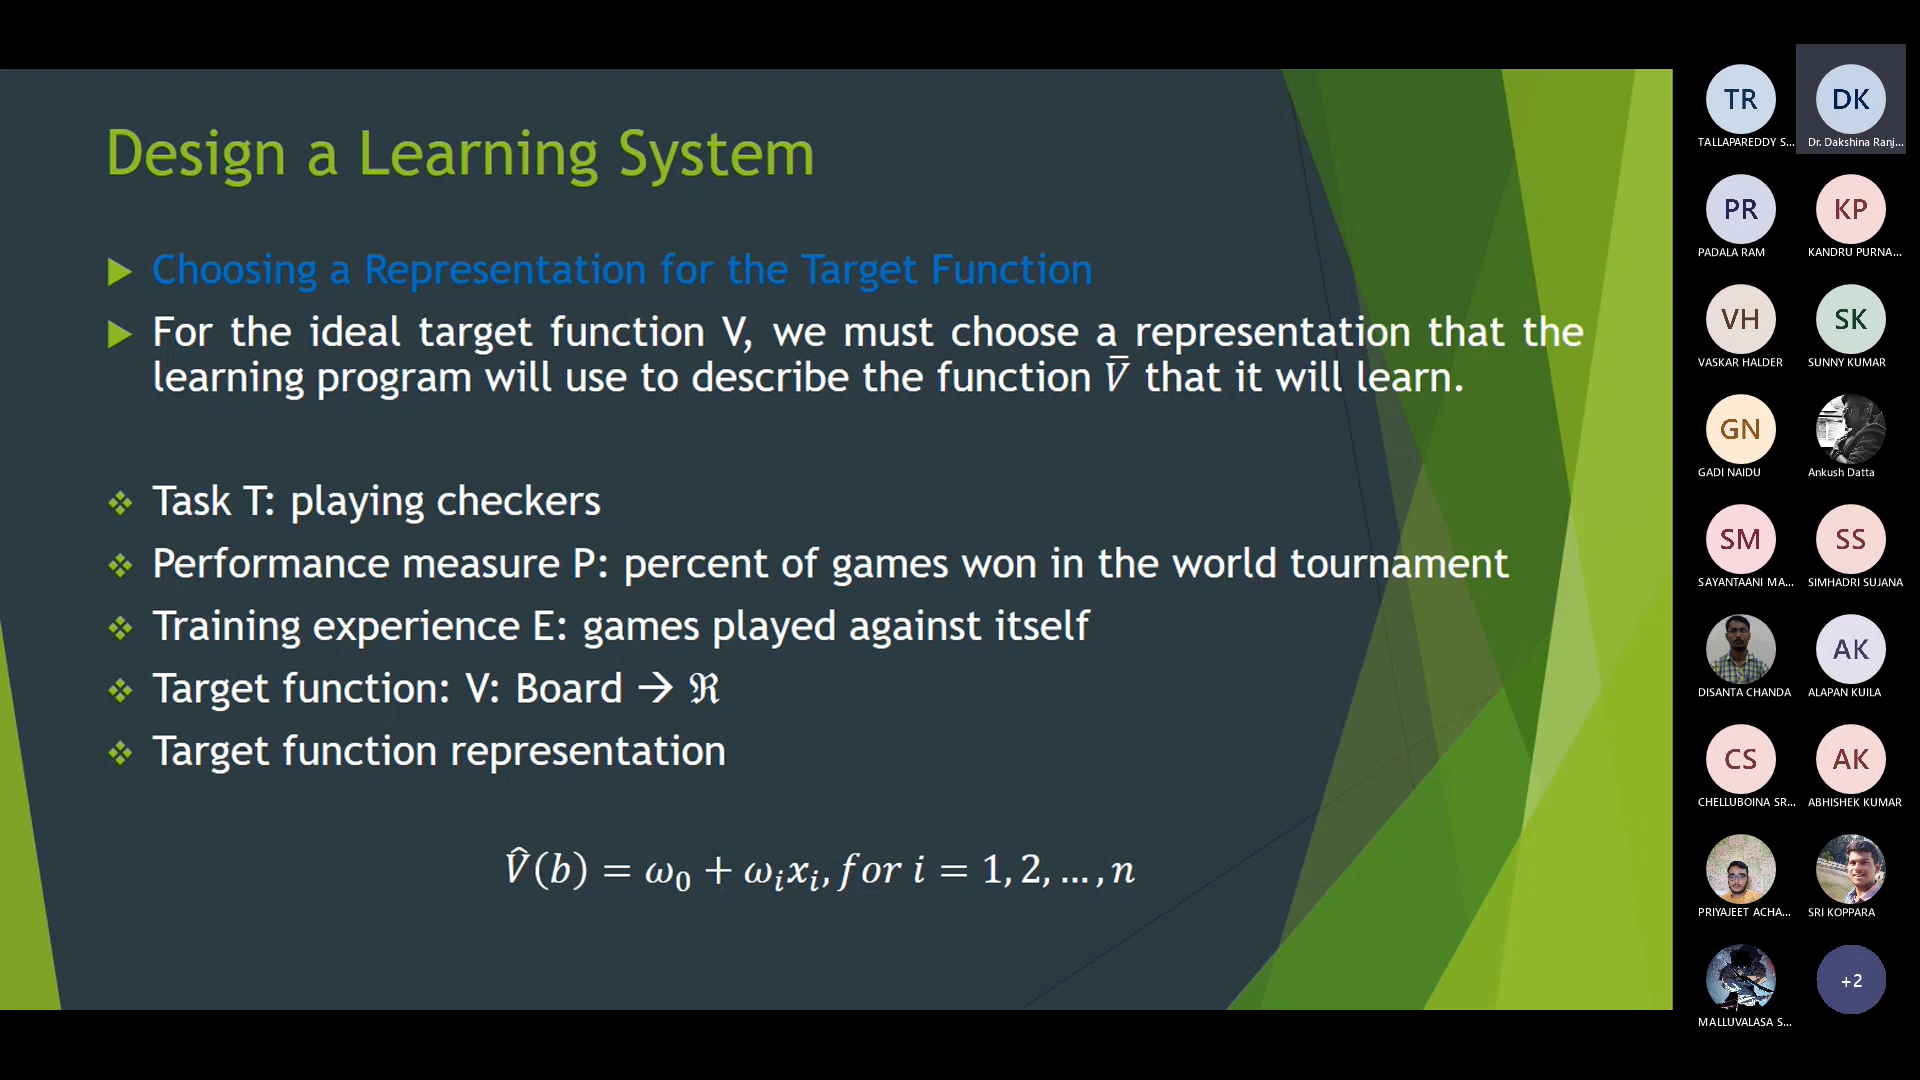 Design a Learning System
Choosing a Representation for the Target Function
For the ideal target function V, we must choose a representation that the
learning program will use to describe the function V̅ that it will learn.
Task T: playing checkers
Performance measure P: percent of games won in the world tournament
Training experience E: games played against itself
Target function: V: Board → ℜ
Target function representation
V̂(b) = ω₀ + ωᵢxᵢ, for i = 1, 2, … , n
TR
TALLAPAREDDY S...
DK
Dr. Dakshina Ranj...
PR
PADALA RAM
KP
KANDRU PURNA...
VH
VASKAR HALDER
SK
SUNNY KUMAR
GN
GADI NAIDU
Ankush Datta
SM
SAYANTAANI MA...
SS
SIMHADRI SUJANA
DISANTA CHANDA
AK
ALAPAN KUILA
CS
CHELLUBOINA SR...
AK
ABHISHEK KUMAR
PRIYAJEET ACHA...
SRI KOPPARA
MALLUVALASA S...
+2